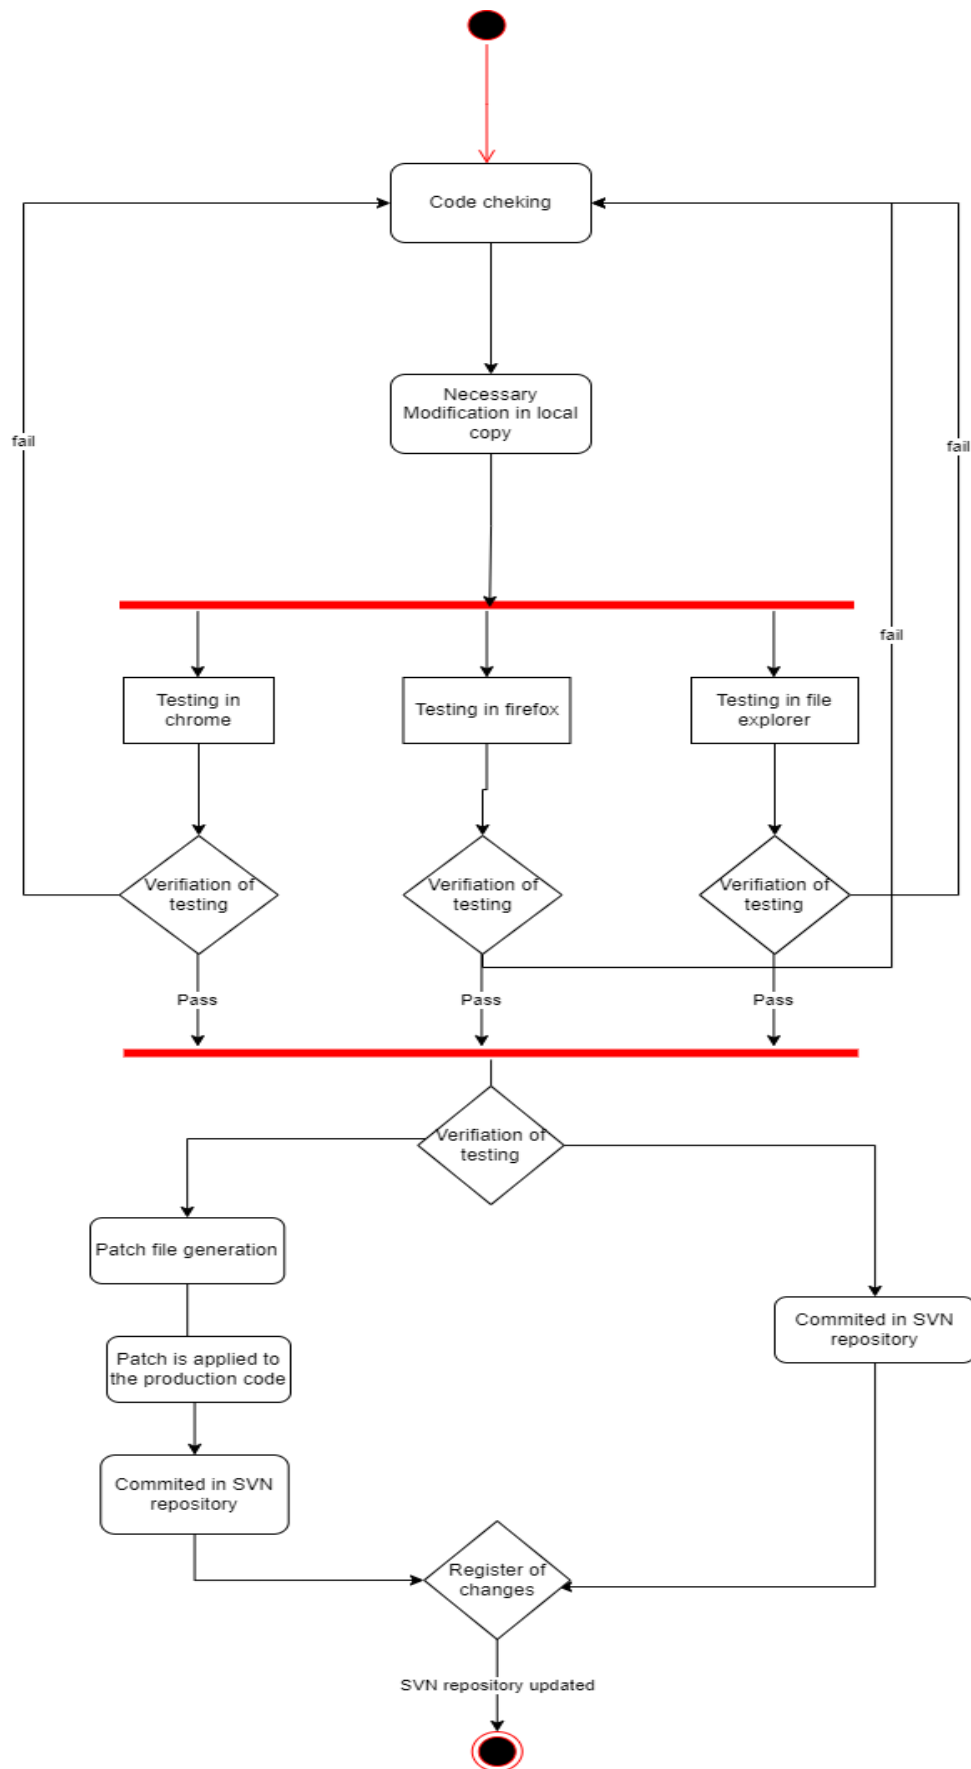 Code cheking
Necessary
Modification in local
copy
fail
fail
fail
Testing in
chrome
Testing in firefox
Testing in file
explorer
Verifiation of
testing
Verifiation of
testing
Verifiation of
testing
Pass
Pass
Pass
Verifiation of
testing
Patch file generation
Commited in SVN
repository
Patch is applied to
the production code
Commited in SVN
repository
Register of
changes
SVN repository updated